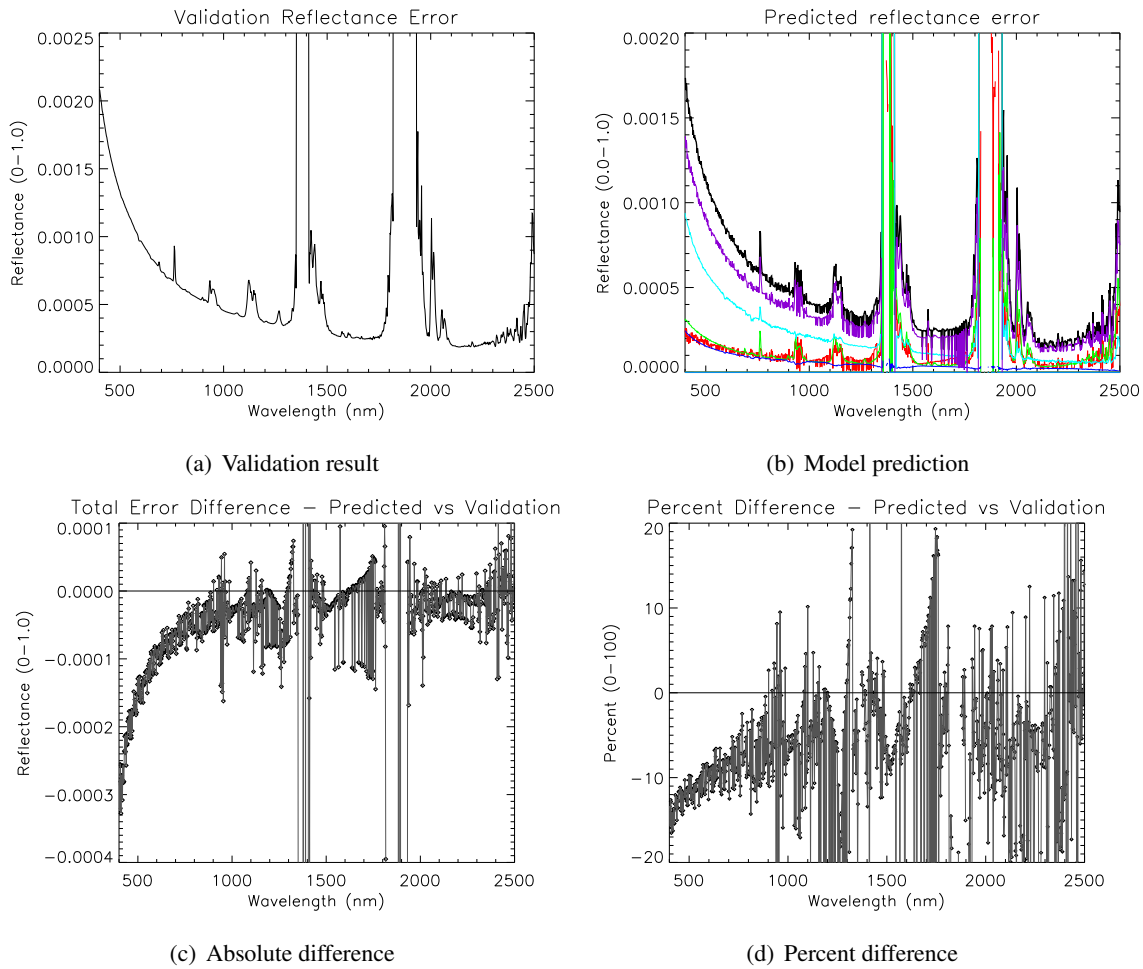 Validation Reflectance Error
0.0025
0.0020
0.0015
0.0010
0.0005
0.0000
Reflectance (0−1.0)
500 1000 1500 2000 2500
Wavelength (nm)
(a) Validation result
Predicted reflectance error
0.0020
0.0015
0.0010
0.0005
0.0000
Reflectance (0.0−1.0)
500 1000 1500 2000 2500
Wavelength (nm)
(b) Model prediction
Total Error Difference − Predicted vs Validation
0.0001
0.0000
−0.0001
−0.0002
−0.0003
−0.0004
Reflectance (0−1.0)
500 1000 1500 2000 2500
Wavelength (nm)
(c) Absolute difference
Percent Difference − Predicted vs Validation
20
10
0
−10
−20
Percent (0−100)
500 1000 1500 2000 2500
Wavelength (nm)
(d) Percent difference